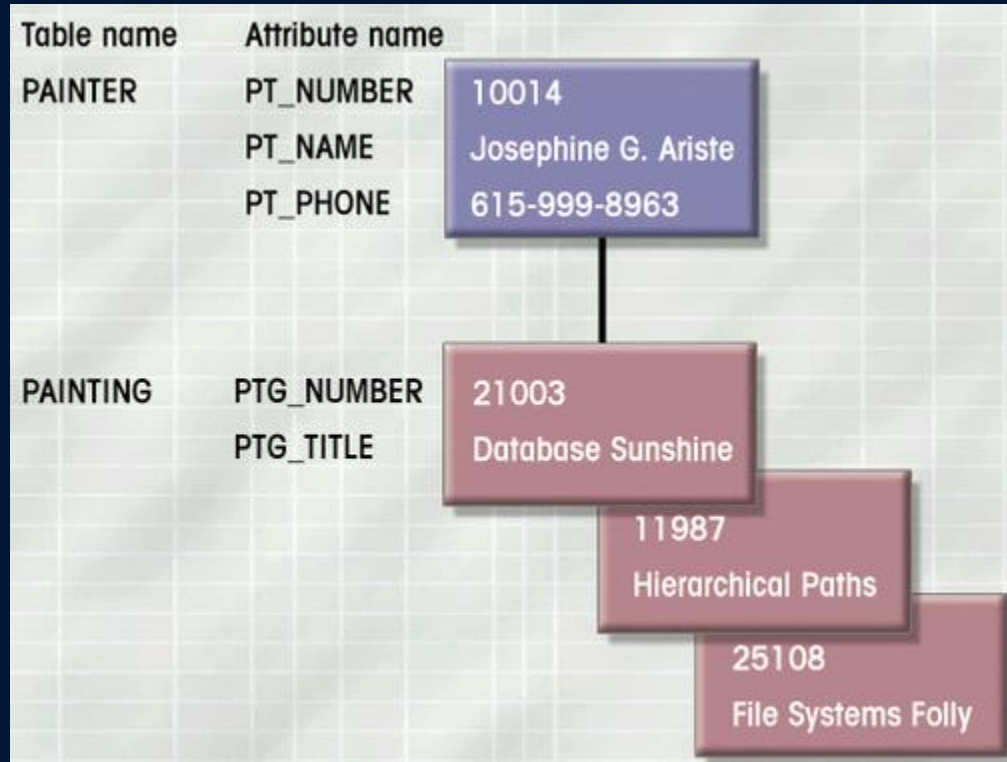 Table name Attribute name
PAINTER PT_NUMBER 10014
PT_NAME Josephine G. Ariste
PT_PHONE 615-999-8963
PAINTING PTG_NUMBER 21003
PTG_TITLE Database Sunshine
11987
Hierarchical Paths
25108
File Systems Folly